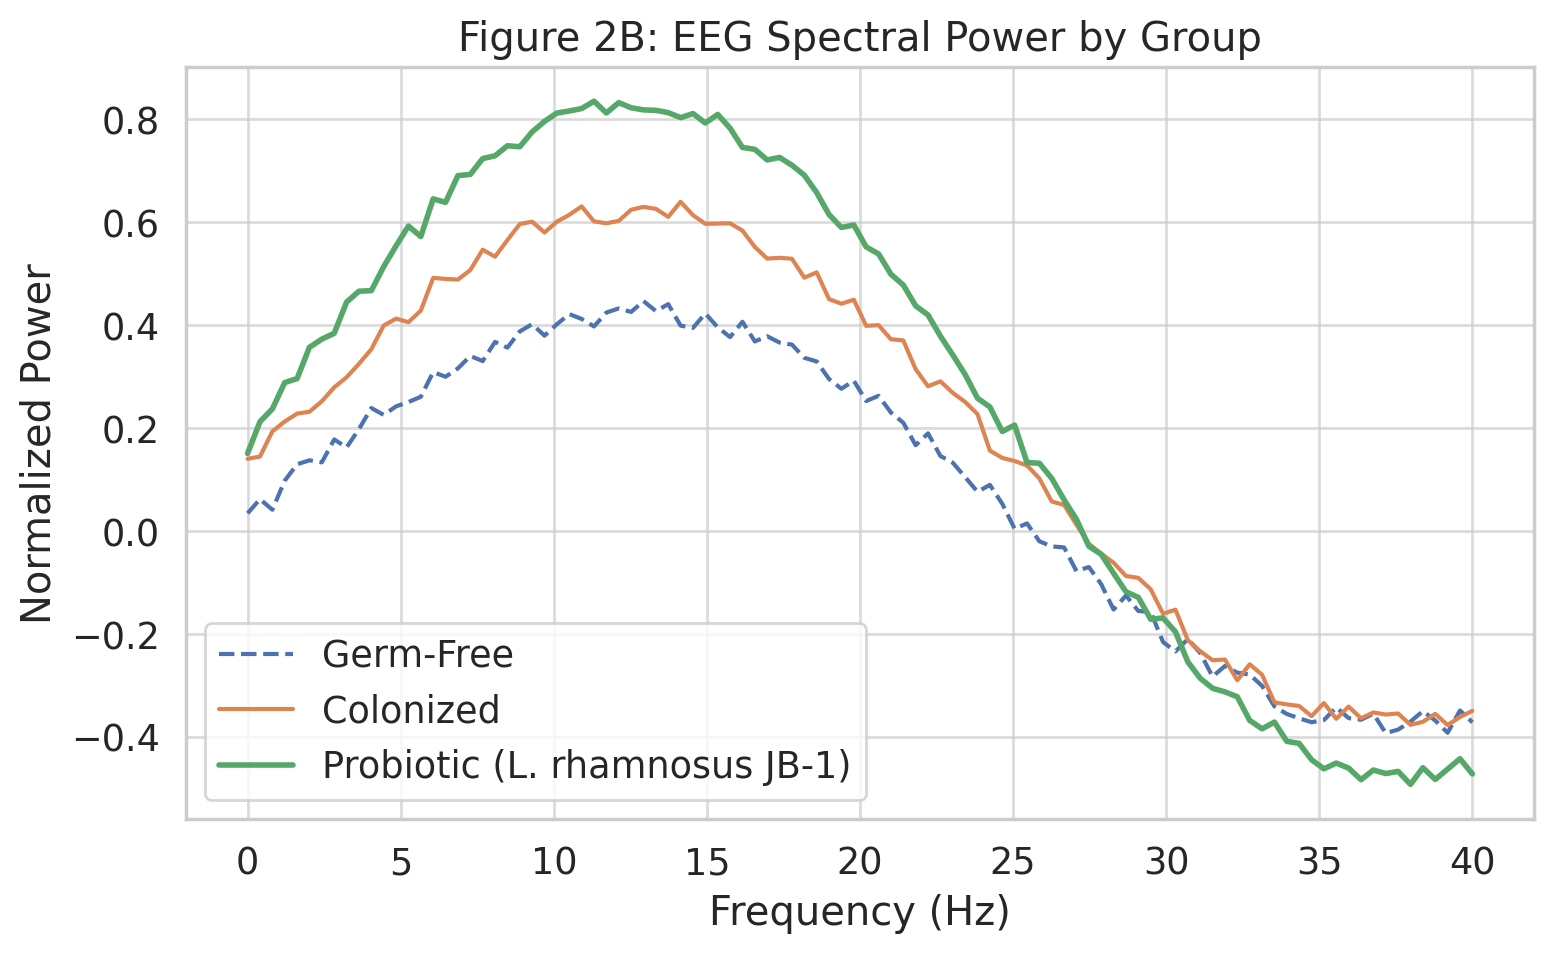 Figure 2B: EEG Spectral Power by Group
Normalized Power
0.8
0.6
0.4
0.2
0.0
−0.2
−0.4
Germ-Free
Colonized
Probiotic (L. rhamnosus JB-1)
0 5 10 15 20 25 30 35 40
Frequency (Hz)